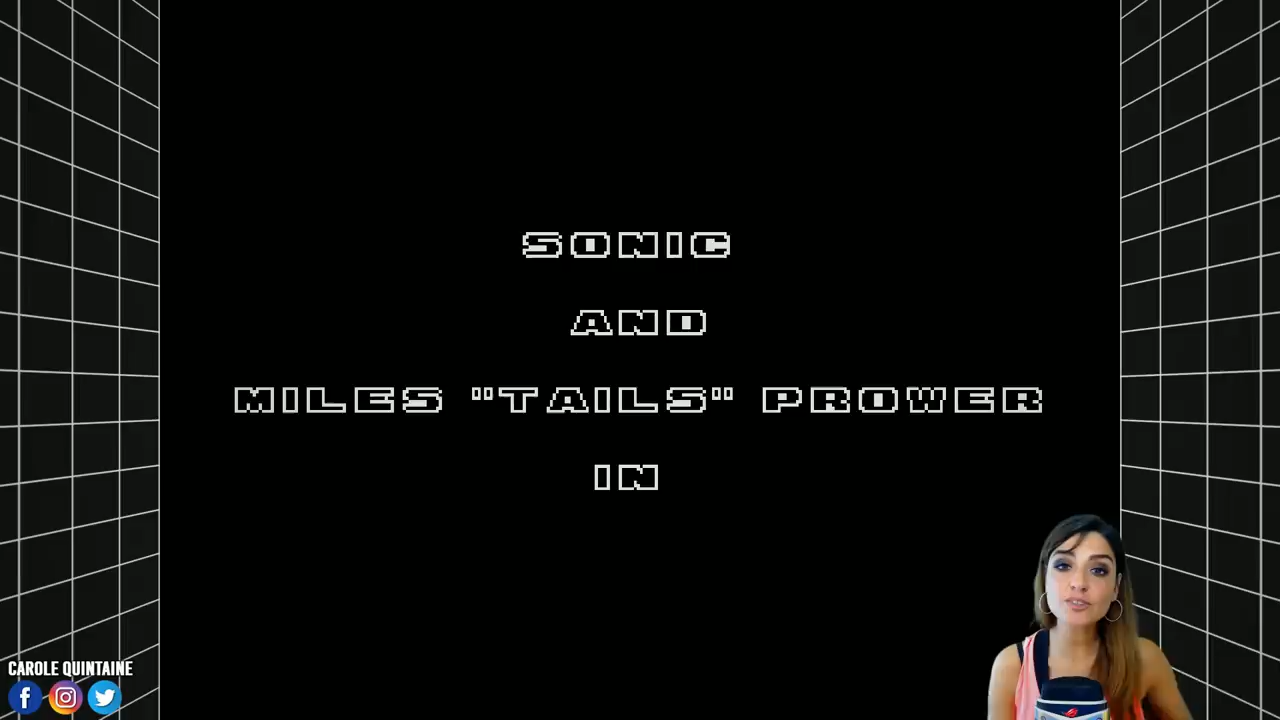 SONIC
AND
MILES "TAILS" PROWER
IN
CAROLE QUINTAINE